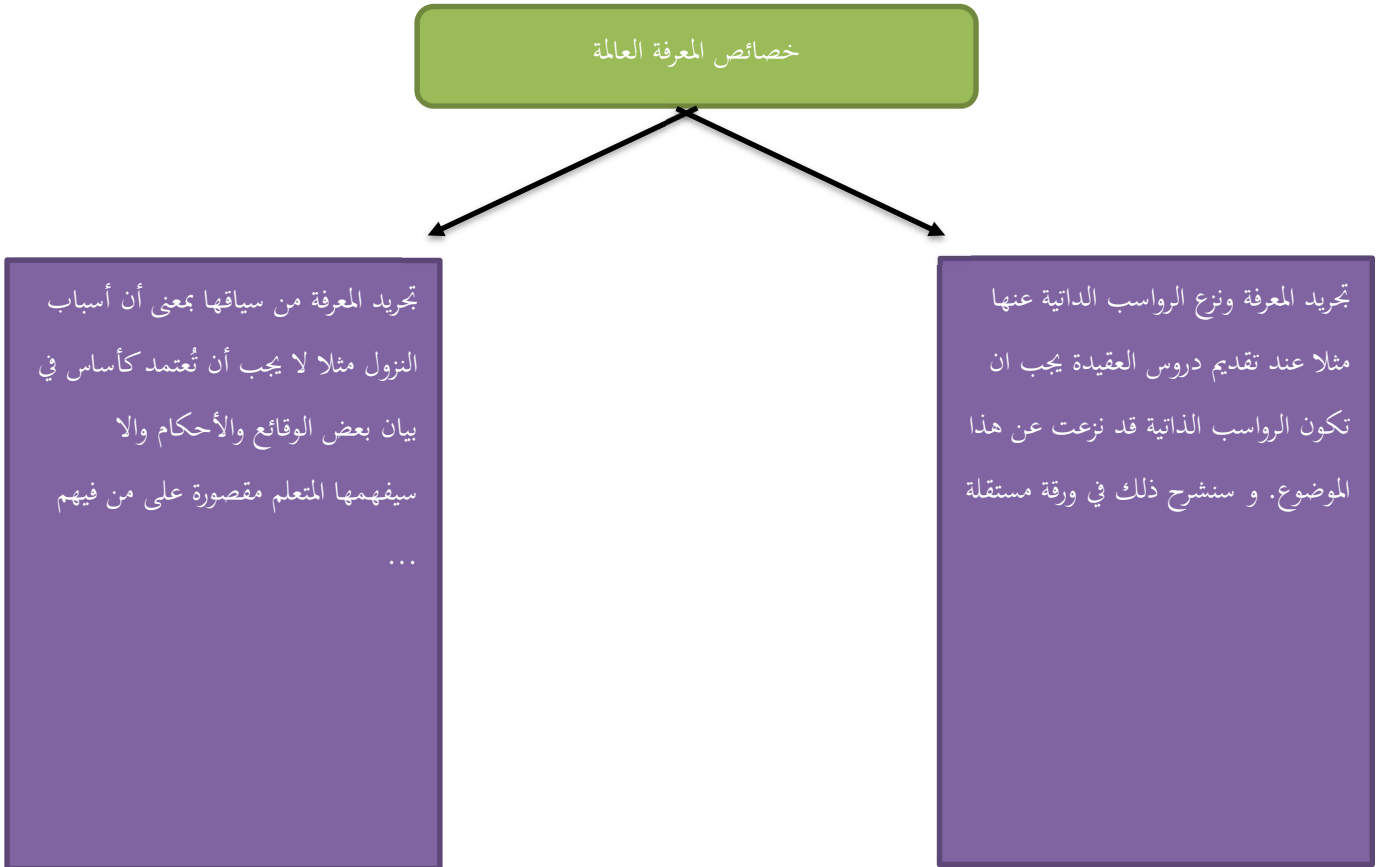 خصائص المعرفة العالمة
تجريد المعرفة ونزع الرواسب الداتية عنها
مثلا عند تقديم دروس العقيدة يجب ان
تكون الرواسب الذاتية قد نزعت عن هذا
الموضوع. و سنشرح ذلك في ورقة مستقلة
تجريد المعرفة من سياقها بمعنى أن أسباب
النزول مثلا لا يجب أن تُعتمد كأساس في
بيان بعض الوقائع والأحكام والا
سيفهمها المتعلم مقصورة على من فيهم
...